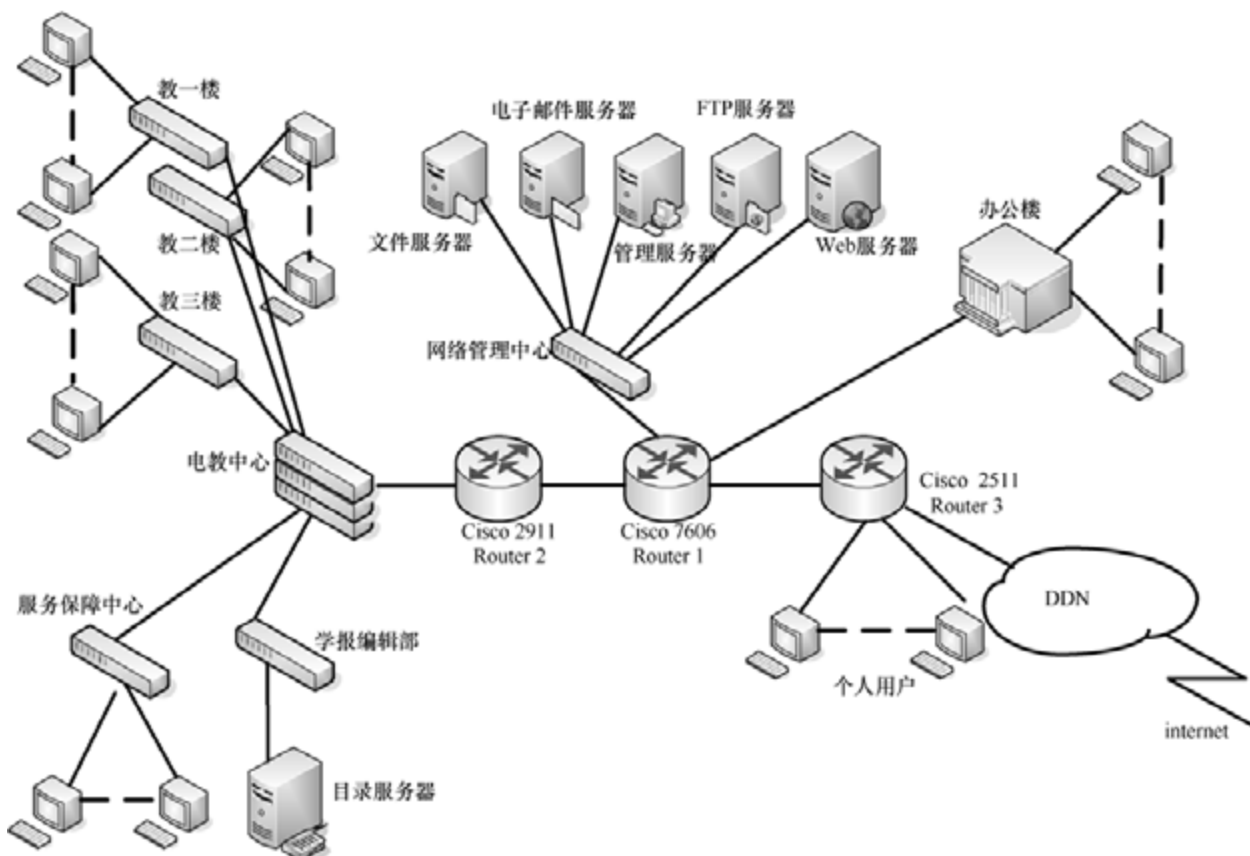 教一楼
电子邮件服务器
FTP服务器
教二楼
文件服务器
管理服务器
Web服务器
办公楼
教三楼
网络管理中心
电教中心
Cisco 2911
Router 2
Cisco 7606
Router 1
Cisco 2511
Router 3
服务保障中心
学报编辑部
DDN
个人用户
internet
目录服务器